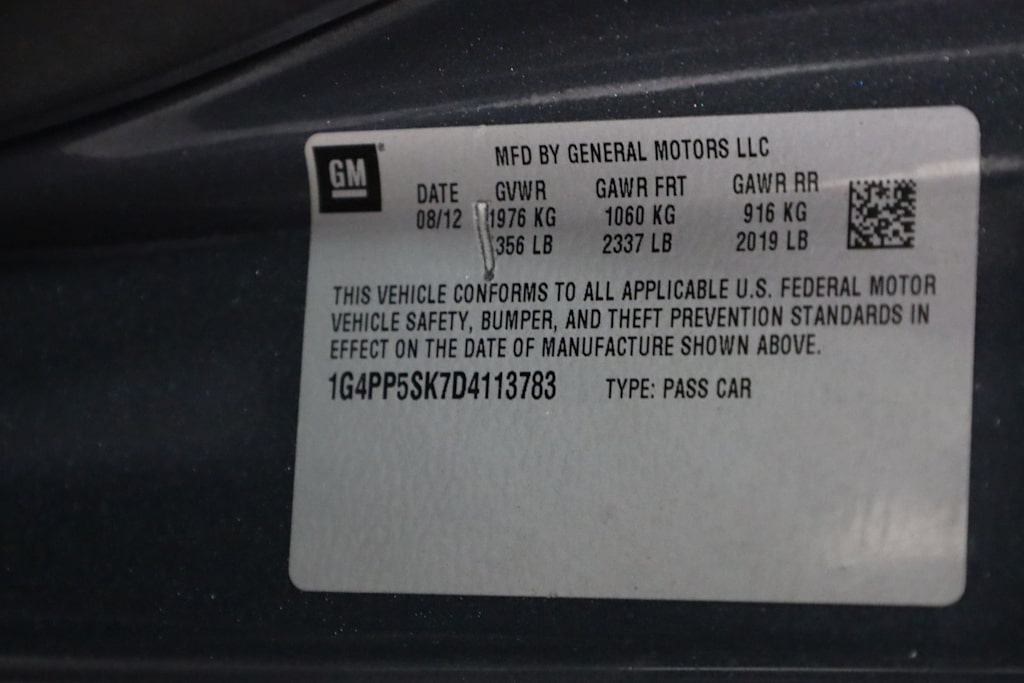 GM
MFD BY GENERAL MOTORS LLC
DATE GVWR GAWR FRT GAWR RR
08/12 1976 KG 1060 KG 916 KG
356 LB 2337 LB 2019 LB
THIS VEHICLE CONFORMS TO ALL APPLICABLE U.S. FEDERAL MOTOR
VEHICLE SAFETY, BUMPER, AND THEFT PREVENTION STANDARDS IN
EFFECT ON THE DATE OF MANUFACTURE SHOWN ABOVE.
1G4PP5SK7D4113783 TYPE: PASS CAR